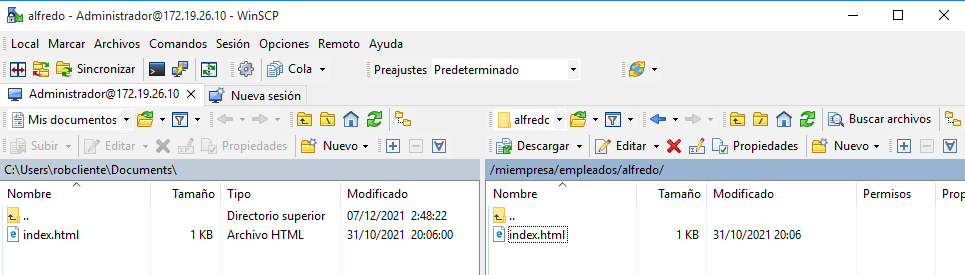 alfredo - Administrador@172.19.26.10 - WinSCP
Local Marcar Archivos Comandos Sesión Opciones Remoto Ayuda
Sincronizar Cola Preajustes Predeterminado
Administrador@172.19.26.10 Nueva sesión
Mis documentos alfredc Buscar archivos
Subir Editar Propiedades Nuevo Descargar Editar Propiedades Nuevo
C:\Users\robcliente\Documents\ /miempresa/empleados/alfredo/
Nombre Tamaño Tipo Modificado Nombre Tamaño Modificado Permisos Prop
.. Directorio superior 07/12/2021 2:48:22 ..
index.html 1 KB Archivo HTML 31/10/2021 20:06:00 index.html 1 KB 31/10/2021 20:06